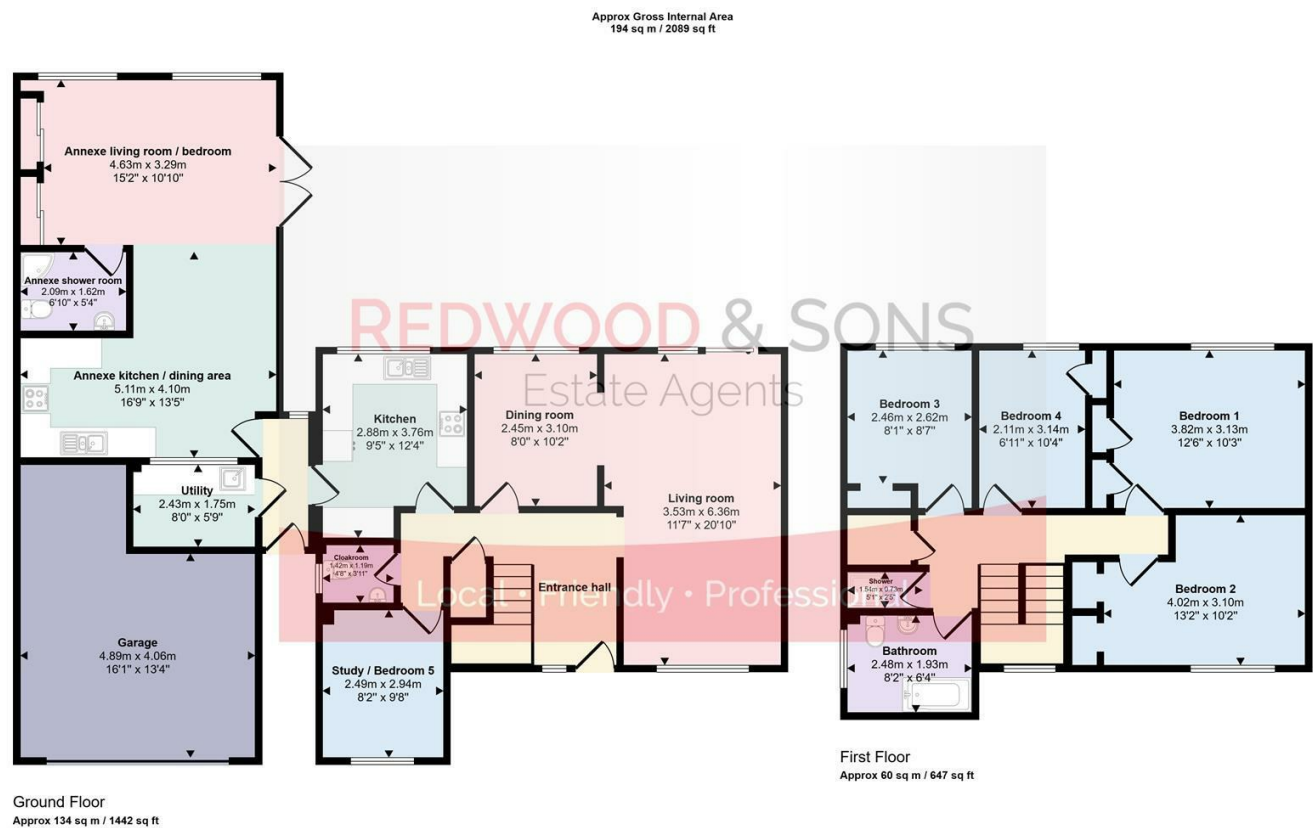 Approx Gross Internal Area
194 sq m / 2089 sq ft
Annexe living room / bedroom
4.63m x 3.29m
15'2" x 10'10"
Annexe shower room
2.09m x 1.62m
6'10" x 5'4"
Annexe kitchen / dining area
5.11m x 4.10m
16'9" x 13'5"
Utility
2.43m x 1.75m
8'0" x 5'9"
Garage
4.89m x 4.06m
16'1" x 13'4"
REDWOOD & SONS
Estate Agents
Local • Friendly • Professional
Kitchen
2.88m x 3.76m
9'5" x 12'4"
Dining room
2.45m x 3.10m
8'0" x 10'2"
Living room
3.53m x 6.36m
11'7" x 20'10"
Cloakroom
1.42m x 1.19m
4'8" x 3'11"
Entrance hall
Study / Bedroom 5
2.49m x 2.94m
8'2" x 9'8"
Bedroom 3
2.46m x 2.62m
8'1" x 8'7"
Bedroom 4
2.11m x 3.14m
6'11" x 10'4"
Bedroom 1
3.82m x 3.13m
12'6" x 10'3"
Shower
1.54m x 0.73m
5'1" x 2'5"
Bedroom 2
4.02m x 3.10m
13'2" x 10'2"
Bathroom
2.48m x 1.93m
8'2" x 6'4"
First Floor
Approx 60 sq m / 647 sq ft
Ground Floor
Approx 134 sq m / 1442 sq ft